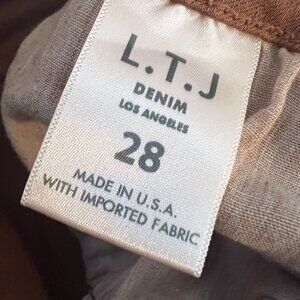 L.T.J
DENIM
LOS ANGELES
28
MADE IN U.S.A.
WITH IMPORTED FABRIC